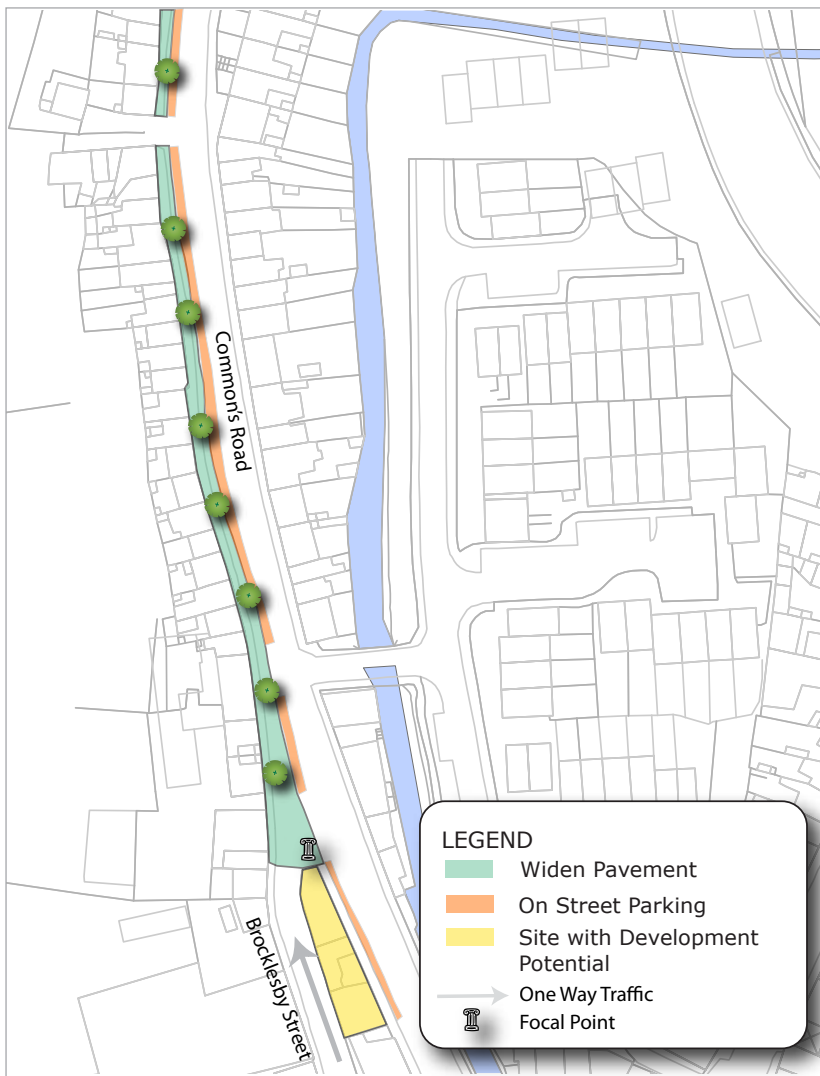 Common's Road
Brocklesby Street
LEGEND
Widen Pavement
On Street Parking
Site with Development
Potential
One Way Traffic
Focal Point